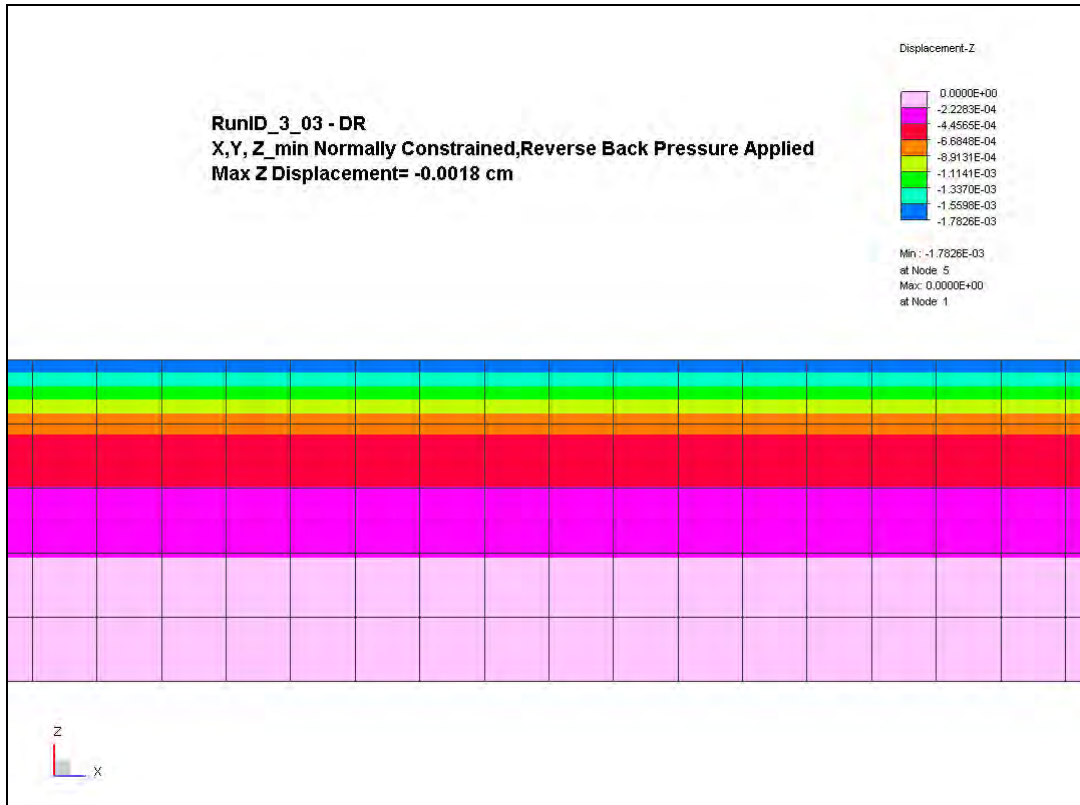 Displacement-Z
RunID_3_03 - DR
X,Y, Z_min Normally Constrained,Reverse Back Pressure Applied
Max Z Displacement= -0.0018 cm
0.0000E+00
-2.2283E-04
-4.4565E-04
-6.6848E-04
-8.9131E-04
-1.1141E-03
-1.3370E-03
-1.5598E-03
-1.7826E-03
Min : -1.7826E-03
at Node 5
Max: 0.0000E+00
at Node 1
Z
X